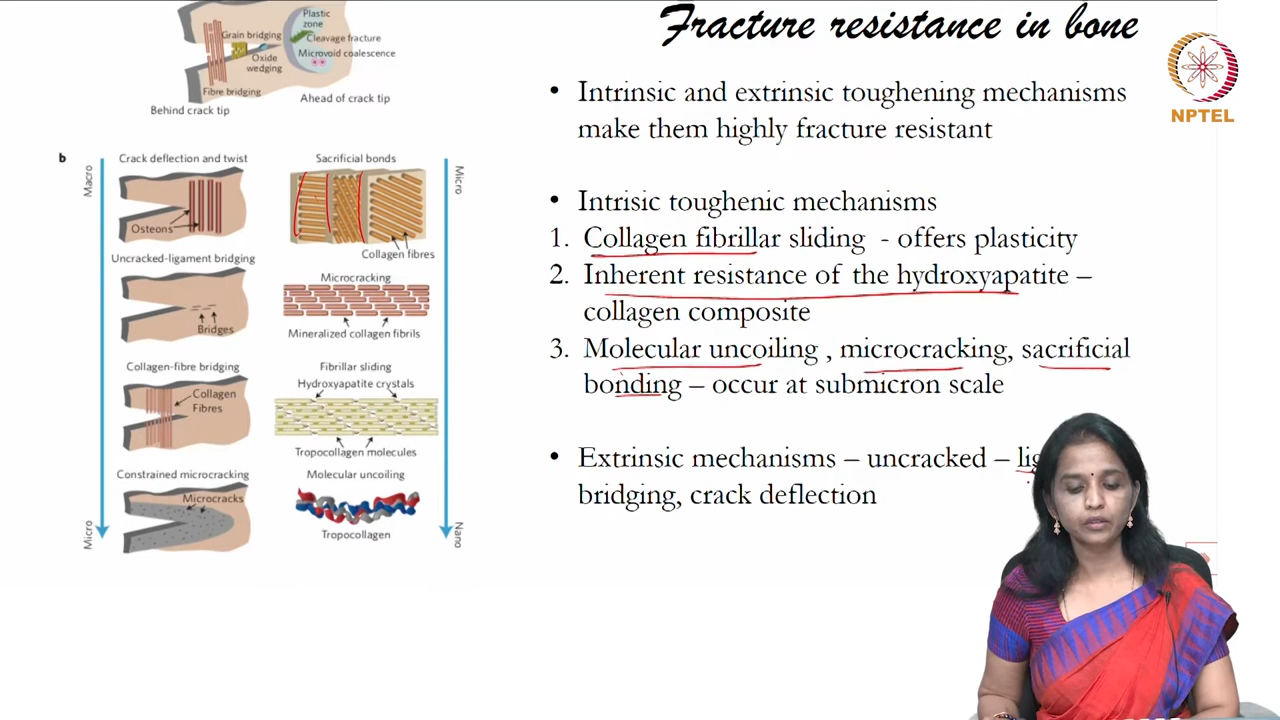 Fracture resistance in bone
NPTEL
• Intrinsic and extrinsic toughening mechanisms
make them highly fracture resistant
• Intrisic toughenic mechanisms
1. Collagen fibrillar sliding - offers plasticity
2. Inherent resistance of the hydroxyapatite –
collagen composite
3. Molecular uncoiling , microcracking, sacrificial
bonding – occur at submicron scale
• Extrinsic mechanisms – uncracked –
bridging, crack deflection
Plastic
zone
Grain bridging
Cleavage fracture
Microvoid coalescence
Oxide
wedging
Fibre bridging
Behind crack tip
Ahead of crack tip
b
Macro
Crack deflection and twist
Osteons
Uncracked-ligament bridging
Bridges
Collagen-fibre bridging
Collagen
Fibres
Constrained microcracking
Microcracks
Micro
Sacrificial bonds
Micro
Collagen fibres
Microcracking
Mineralized collagen fibrils
Fibrillar sliding
Hydroxyapatite crystals
Tropocollagen molecules
Molecular uncoiling
Tropocollagen
Nano